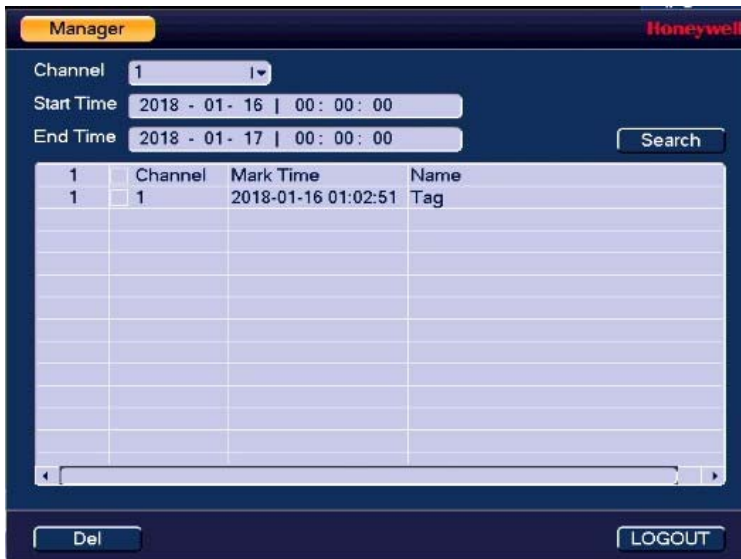 Manager
Honeywell
Channel 1
Start Time 2018 - 01 - 16 | 00 : 00 : 00
End Time 2018 - 01 - 17 | 00 : 00 : 00
Search
1 Channel Mark Time Name
1 1 2018-01-16 01:02:51 Tag
Del LOGOUT